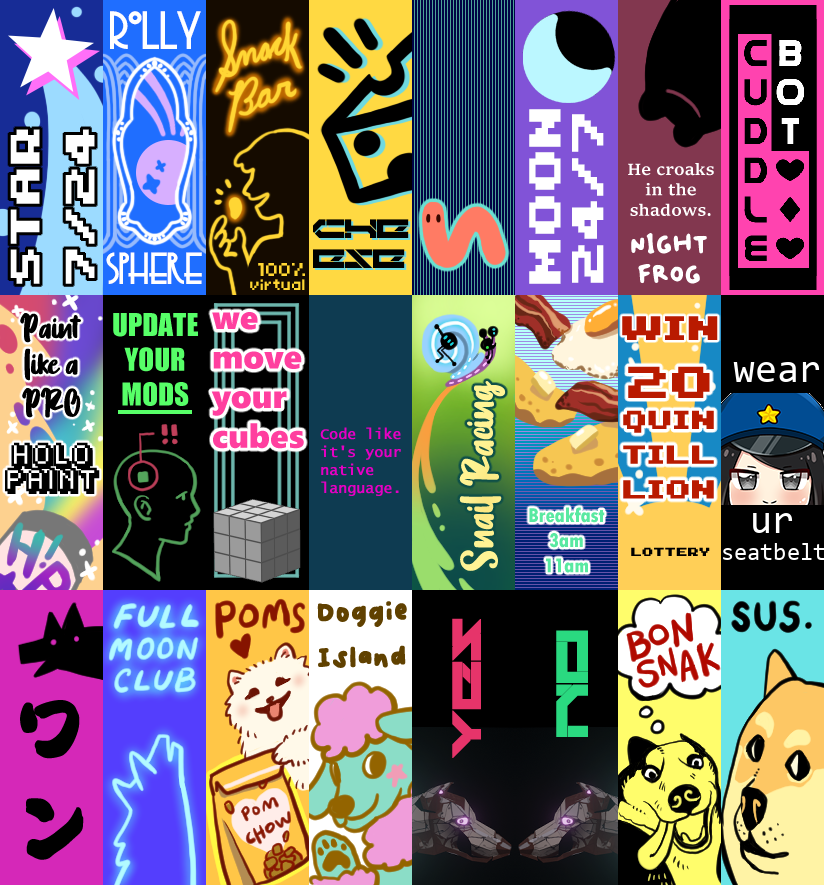 STAR
7/24
ROLLY
SPHERE
Snack
Bar
100%
virtual
CHE
ESE
MOON
24/7
He croaks
in the
shadows.
NIGHT
FROG
CUDDLE
BOT
Paint
like a
PRO
HOLO
PAINT
UPDATE
YOUR
MODS
!!
we
move
your
cubes
Code like
it's your
native
language.
Snail Racing
Breakfast
3am
11am
WIN
20
QUIN
TILL
LION
LOTTERY
wear
ur
seatbelt
ワン
FULL
MOON
CLUB
POMS
POM
CHOW
Doggie
Island
YES
NO
BON
SNAK
SUS.